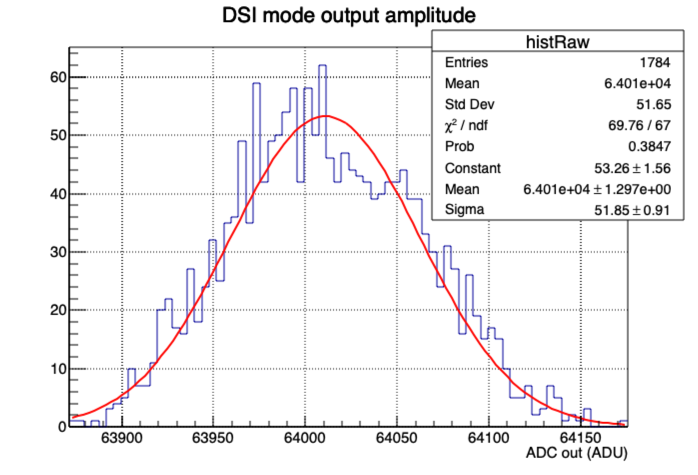 DSI mode output amplitude
histRaw
Entries 1784
Mean 6.401e+04
Std Dev 51.65
χ² / ndf 69.76 / 67
Prob 0.3847
Constant 53.26 ± 1.56
Mean 6.401e+04 ± 1.297e+00
Sigma 51.85 ± 0.91
60
50
40
30
20
10
0
63900 63950 64000 64050 64100 64150
ADC out (ADU)